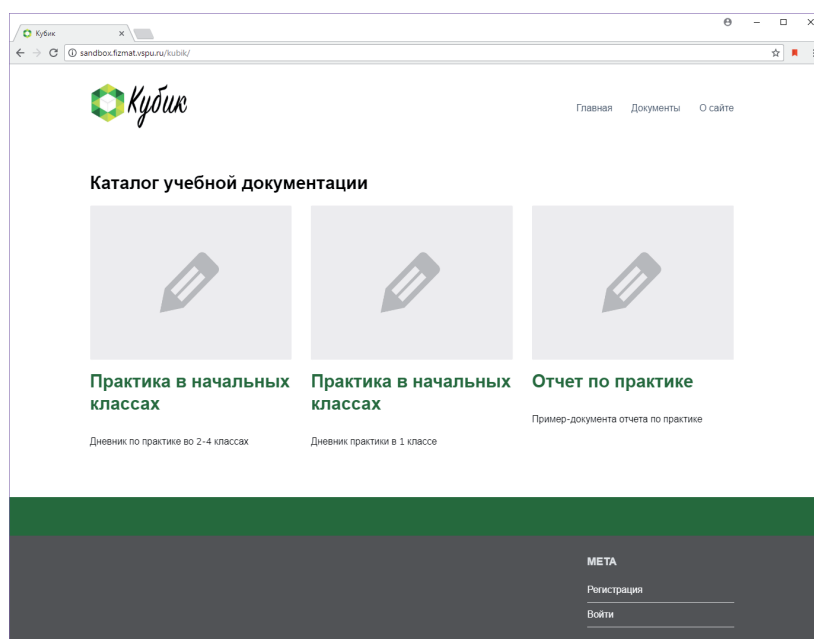 Кубик
sandbox.fizmat.vspu.ru/kubik/
Кубик
Главная Документы О сайте
Каталог учебной документации
Практика в начальных классах
Дневник по практике во 2-4 классах
Практика в начальных классах
Дневник практики в 1 классе
Отчет по практике
Пример-документа отчета по практике
МЕТА
Регистрация
Войти